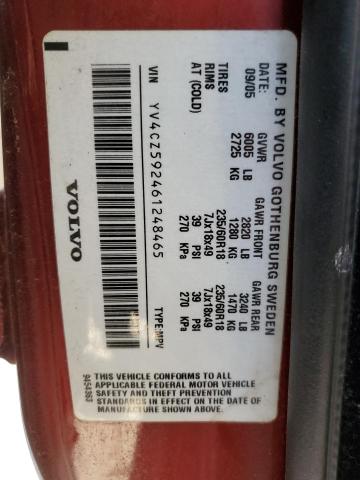 MFD. BY VOLVO GOTHENBURG SWEDEN
DATE: GVWR GAWR FRONT GAWR REAR
09/05 6005 LB 2820 LB 3240 LB
2725 KG 1280 KG 1470 KG
TIRES 235/60R18 235/60R18
RIMS 7Jx18x49 7Jx18x49
AT (COLD) 39 PSI 39 PSI
270 KPa 270 KPa
VIN YV4CZ592461248465 TYPE:MPV
VOLVO
THIS VEHICLE CONFORMS TO ALL
APPLICABLE FEDERAL MOTOR VEHICLE
SAFETY AND THEFT PREVENTION
STANDARDS IN EFFECT ON THE DATE OF
MANUFACTURE SHOWN ABOVE.
9454363